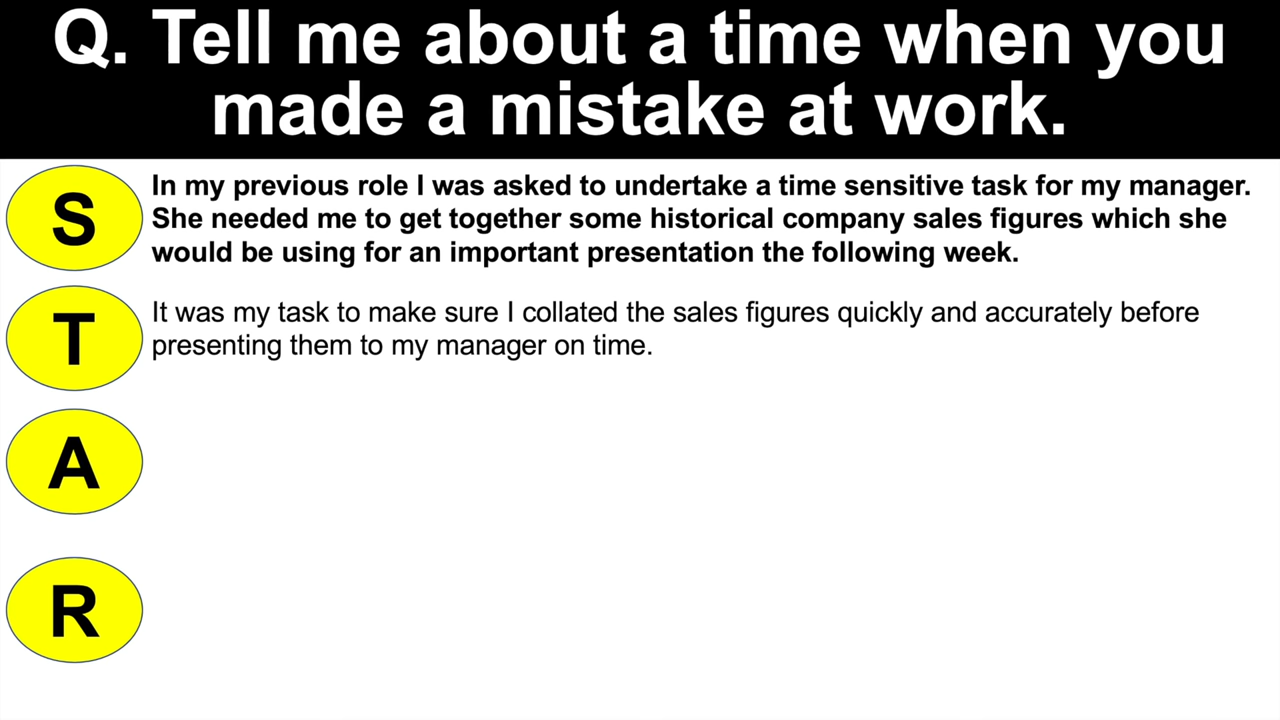 Q. Tell me about a time when you
made a mistake at work.
S
In my previous role I was asked to undertake a time sensitive task for my manager.
She needed me to get together some historical company sales figures which she
would be using for an important presentation the following week.
T
It was my task to make sure I collated the sales figures quickly and accurately before
presenting them to my manager on time.
A
R